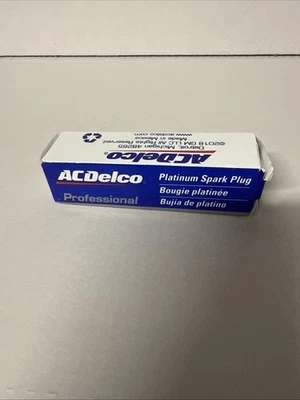 www.acdelco.com
©2018 GM LLC All Rights Reserved
Detroit, Michigan 48265
Made in Mexico
ACDelco
ACDelco
Professional
Platinum Spark Plug
Bougie platinée
Bujia de platino